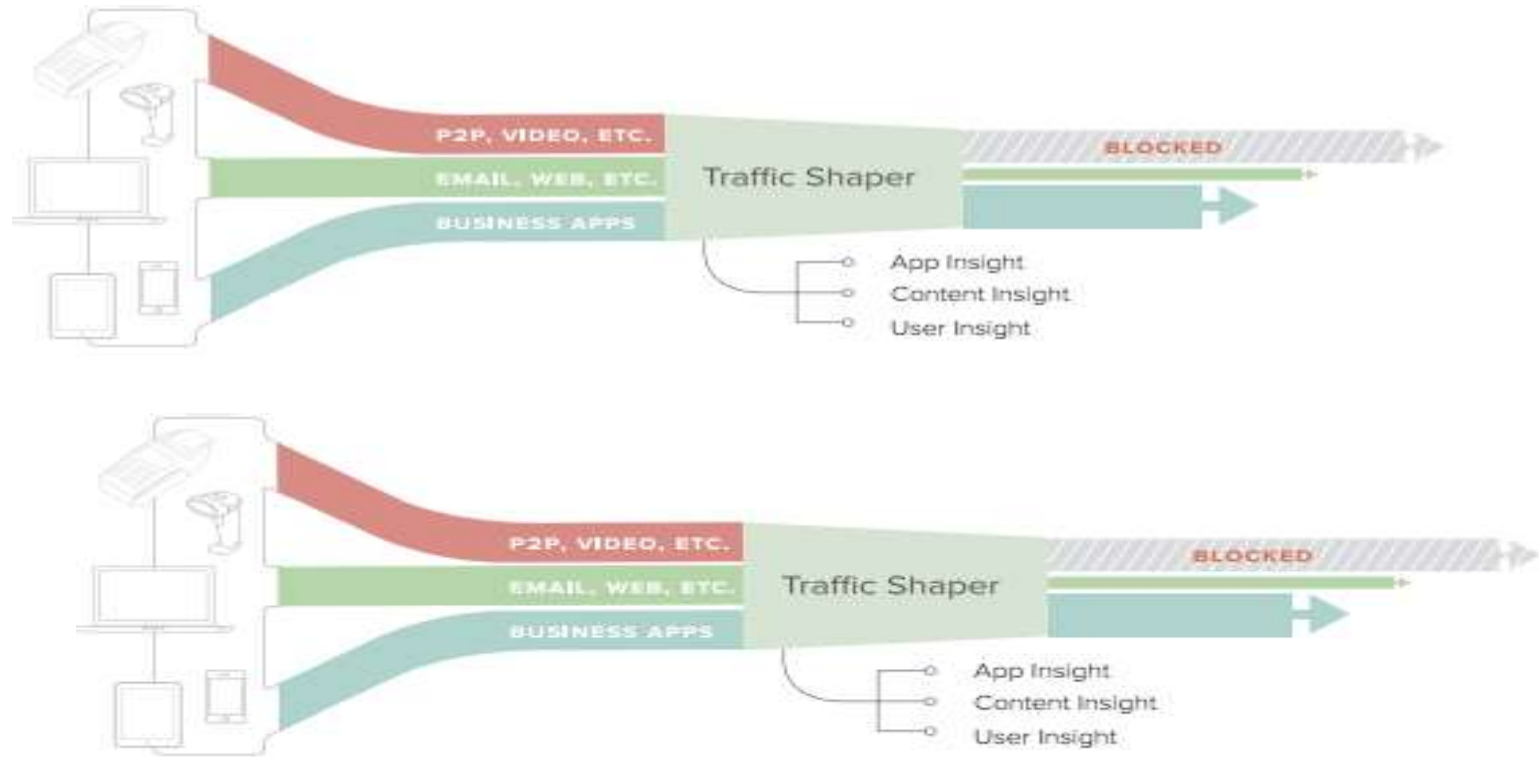 P2P, VIDEO, ETC.
EMAIL, WEB, ETC.
BUSINESS APPS
Traffic Shaper
BLOCKED
App Insight
Content Insight
User Insight
P2P, VIDEO, ETC.
EMAIL, WEB, ETC.
BUSINESS APPS
Traffic Shaper
BLOCKED
App Insight
Content Insight
User Insight